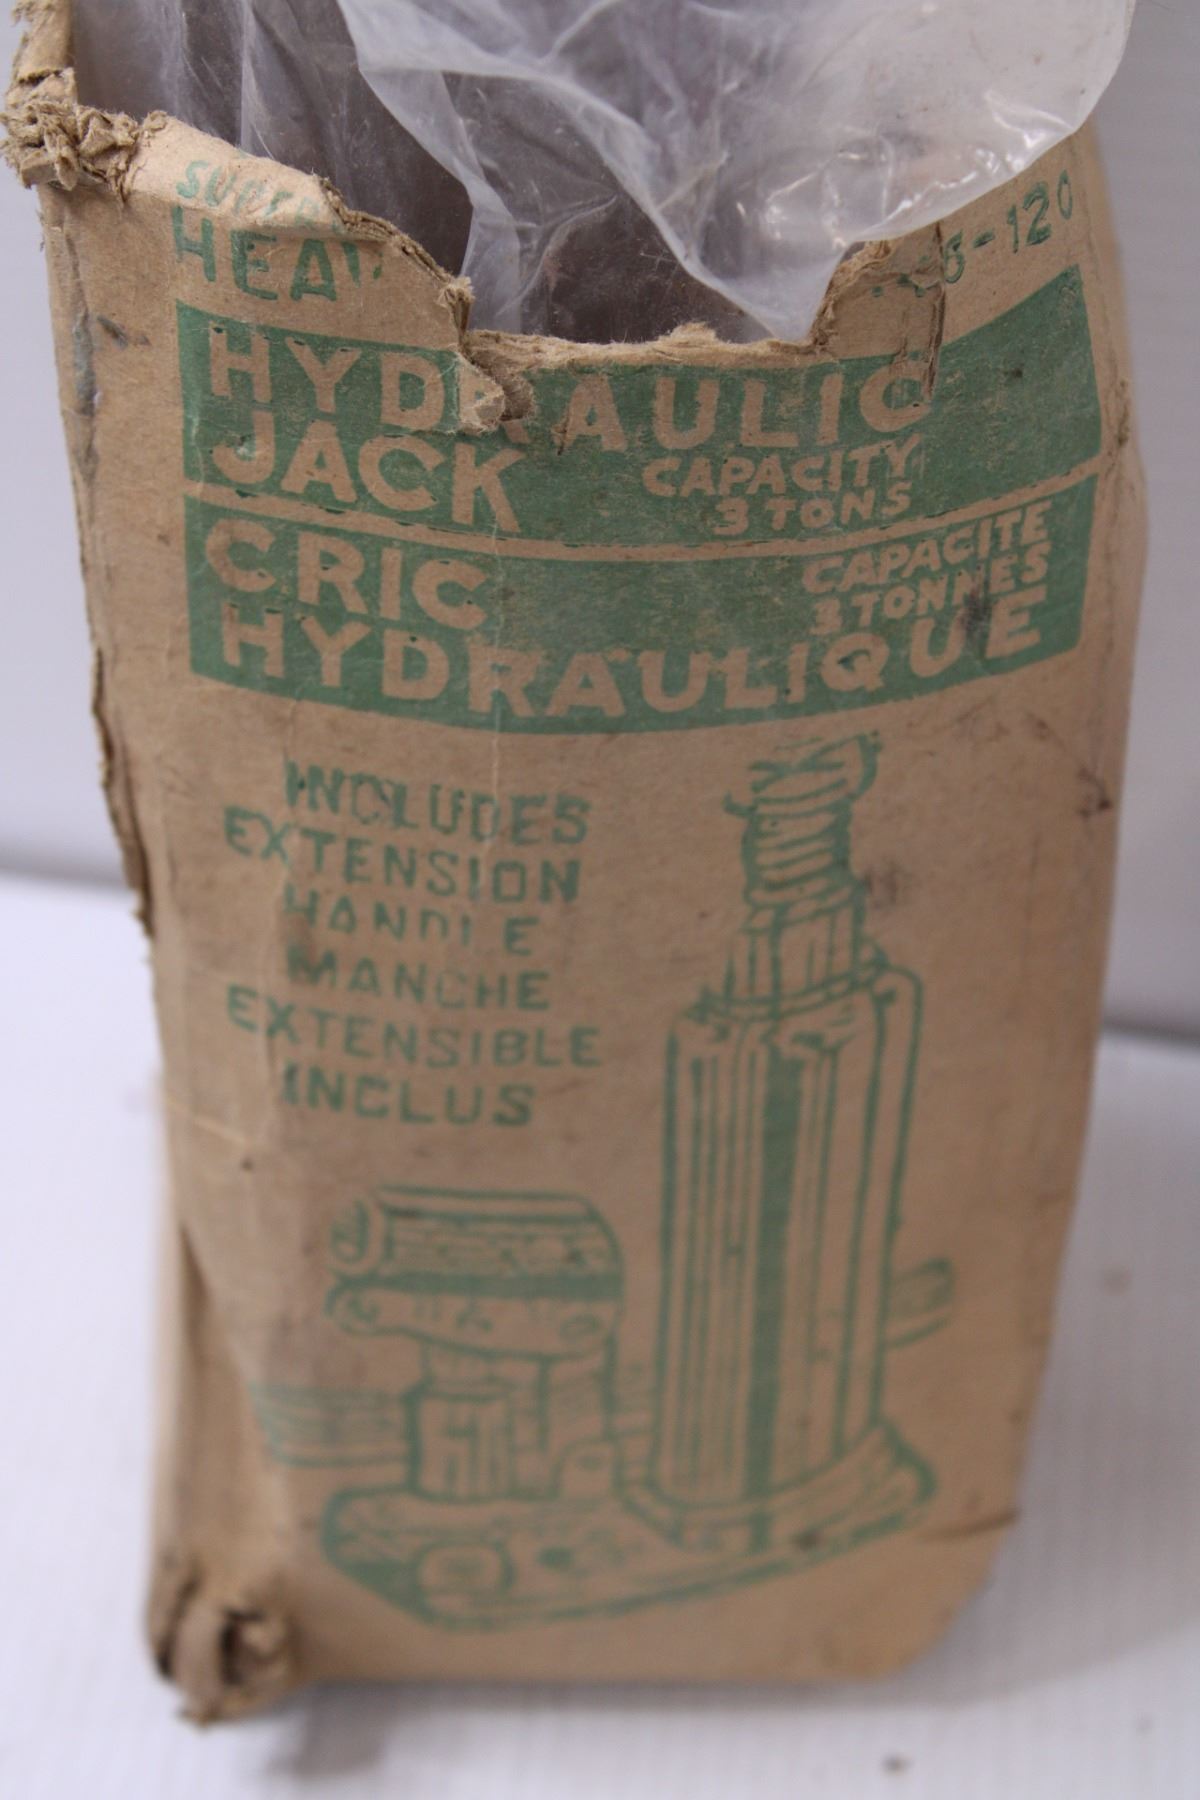 HYDRAULIC
JACK
CAPACITY
3 TONS
CRIC
HYDRAULIQUE
CAPACITE
3 TONNES
INCLUDES
EXTENSION
HANDLE
MANCHE
EXTENSIBLE
INCLUS